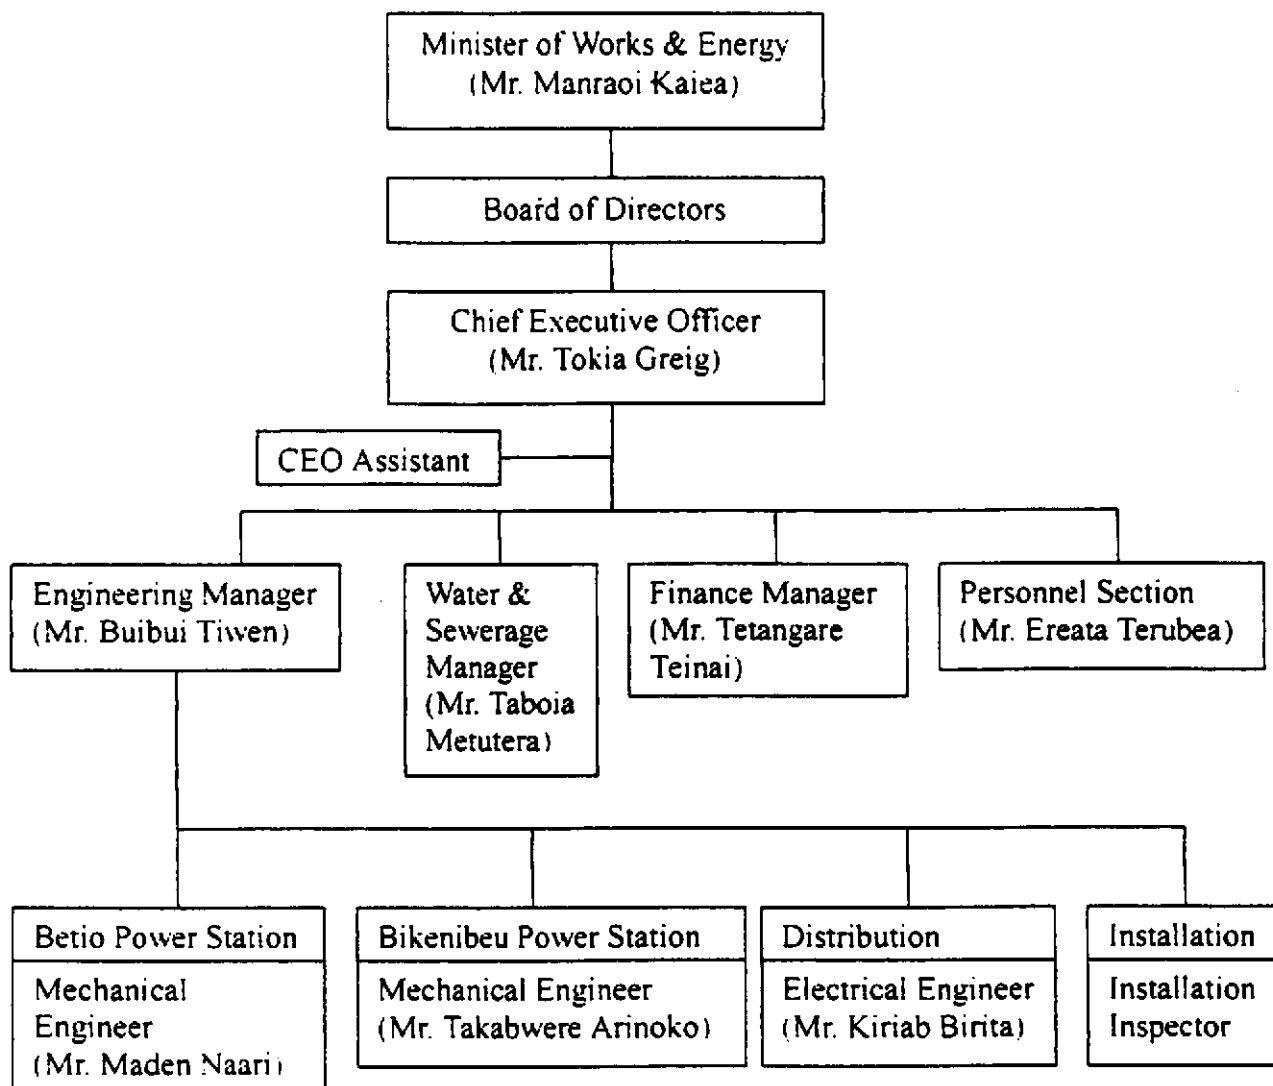 Minister of Works & Energy
(Mr. Manraoi Kaiea)
Board of Directors
Chief Executive Officer
(Mr. Tokia Greig)
CEO Assistant
Engineering Manager
(Mr. Buibui Tiwen)
Water &
Sewerage
Manager
(Mr. Taboia
Metutera)
Finance Manager
(Mr. Tetangare
Teinai)
Personnel Section
(Mr. Ereata Terubea)
Betio Power Station
Mechanical
Engineer
(Mr. Maden Naari)
Bikenibeu Power Station
Mechanical Engineer
(Mr. Takabwere Arinoko)
Distribution
Electrical Engineer
(Mr. Kiriab Birita)
Installation
Installation
Inspector